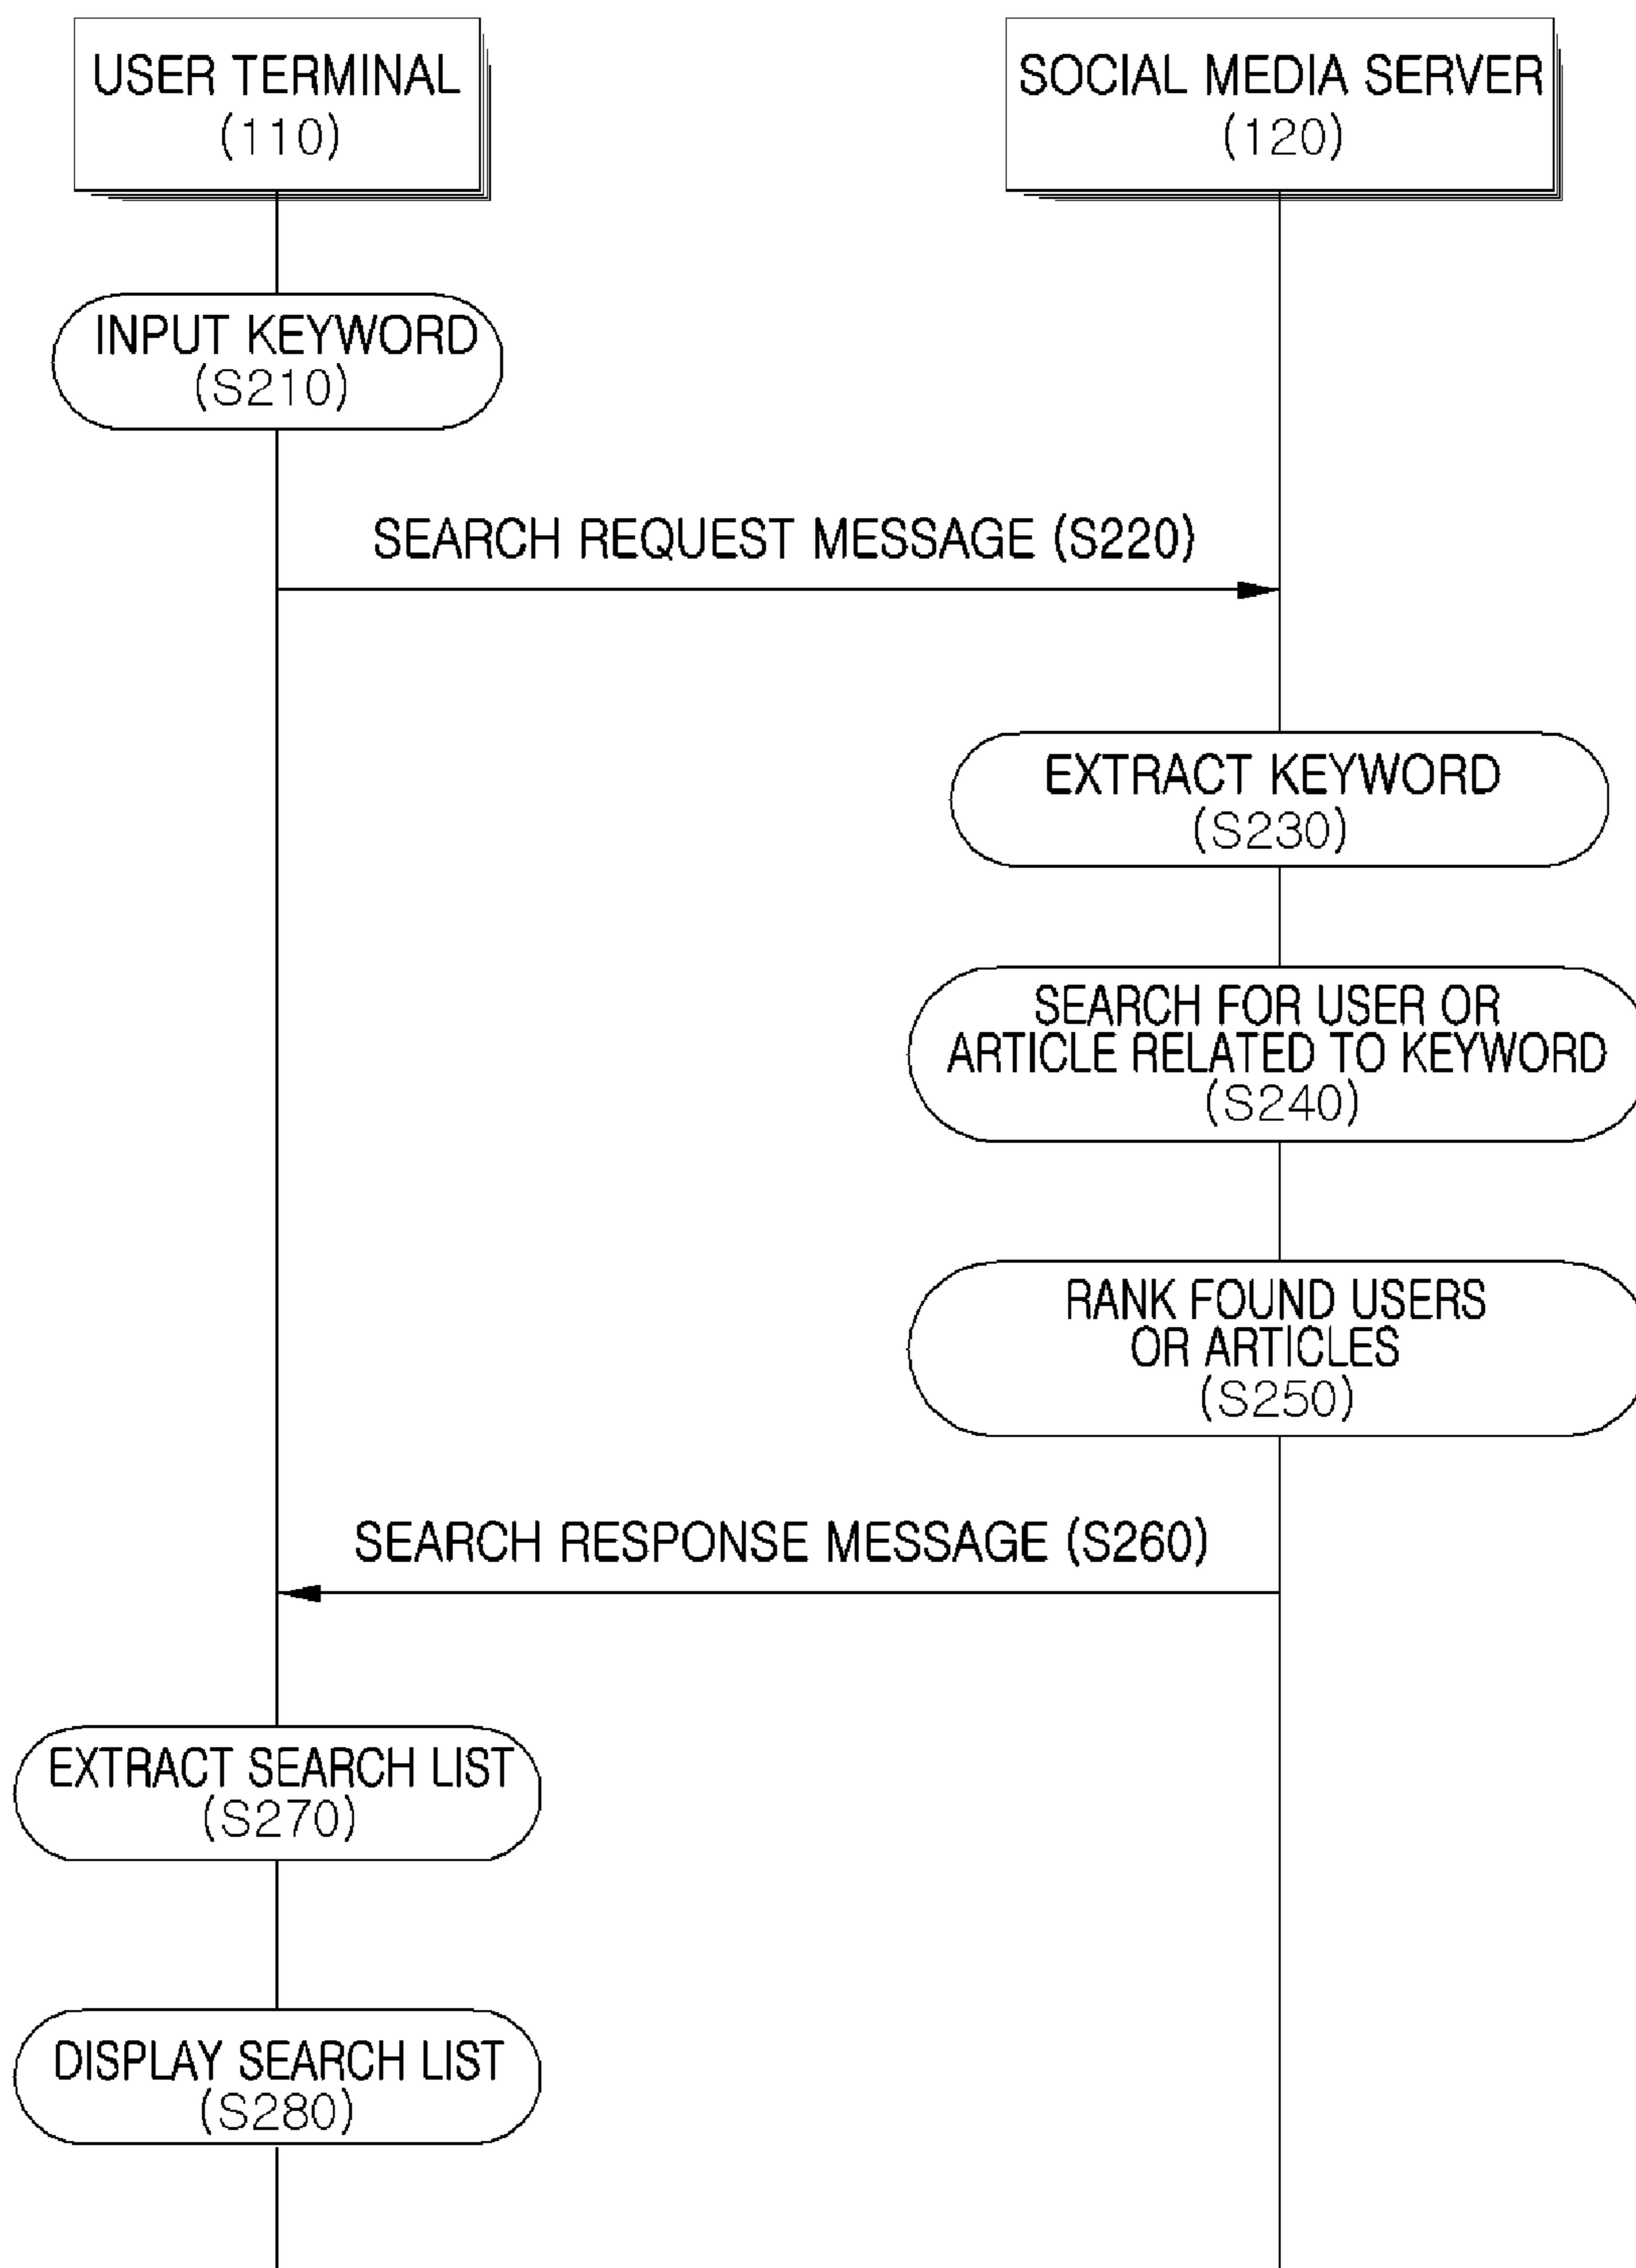 USER TERMINAL
(110)
SOCIAL MEDIA SERVER
(120)
INPUT KEYWORD
(S210)
SEARCH REQUEST MESSAGE (S220)
EXTRACT KEYWORD
(S230)
SEARCH FOR USER OR
ARTICLE RELATED TO KEYWORD
(S240)
RANK FOUND USERS
OR ARTICLES
(S250)
SEARCH RESPONSE MESSAGE (S260)
EXTRACT SEARCH LIST
(S270)
DISPLAY SEARCH LIST
(S280)